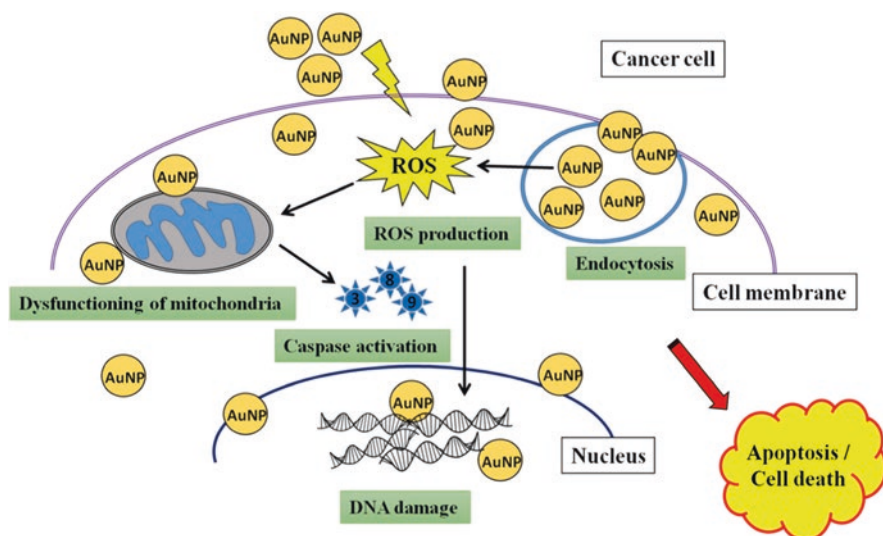 AuNP
AuNP
AuNP
AuNP
Cancer cell
AuNP
AuNP
AuNP
AuNP
ROS
AuNP
AuNP
AuNP
AuNP
AuNP
AuNP
ROS production
Endocytosis
AuNP
Dysfunctioning of mitochondria
3
8
9
Cell membrane
Caspase activation
AuNP
AuNP
AuNP
AuNP
AuNP
Nucleus
DNA damage
Apoptosis /
Cell death